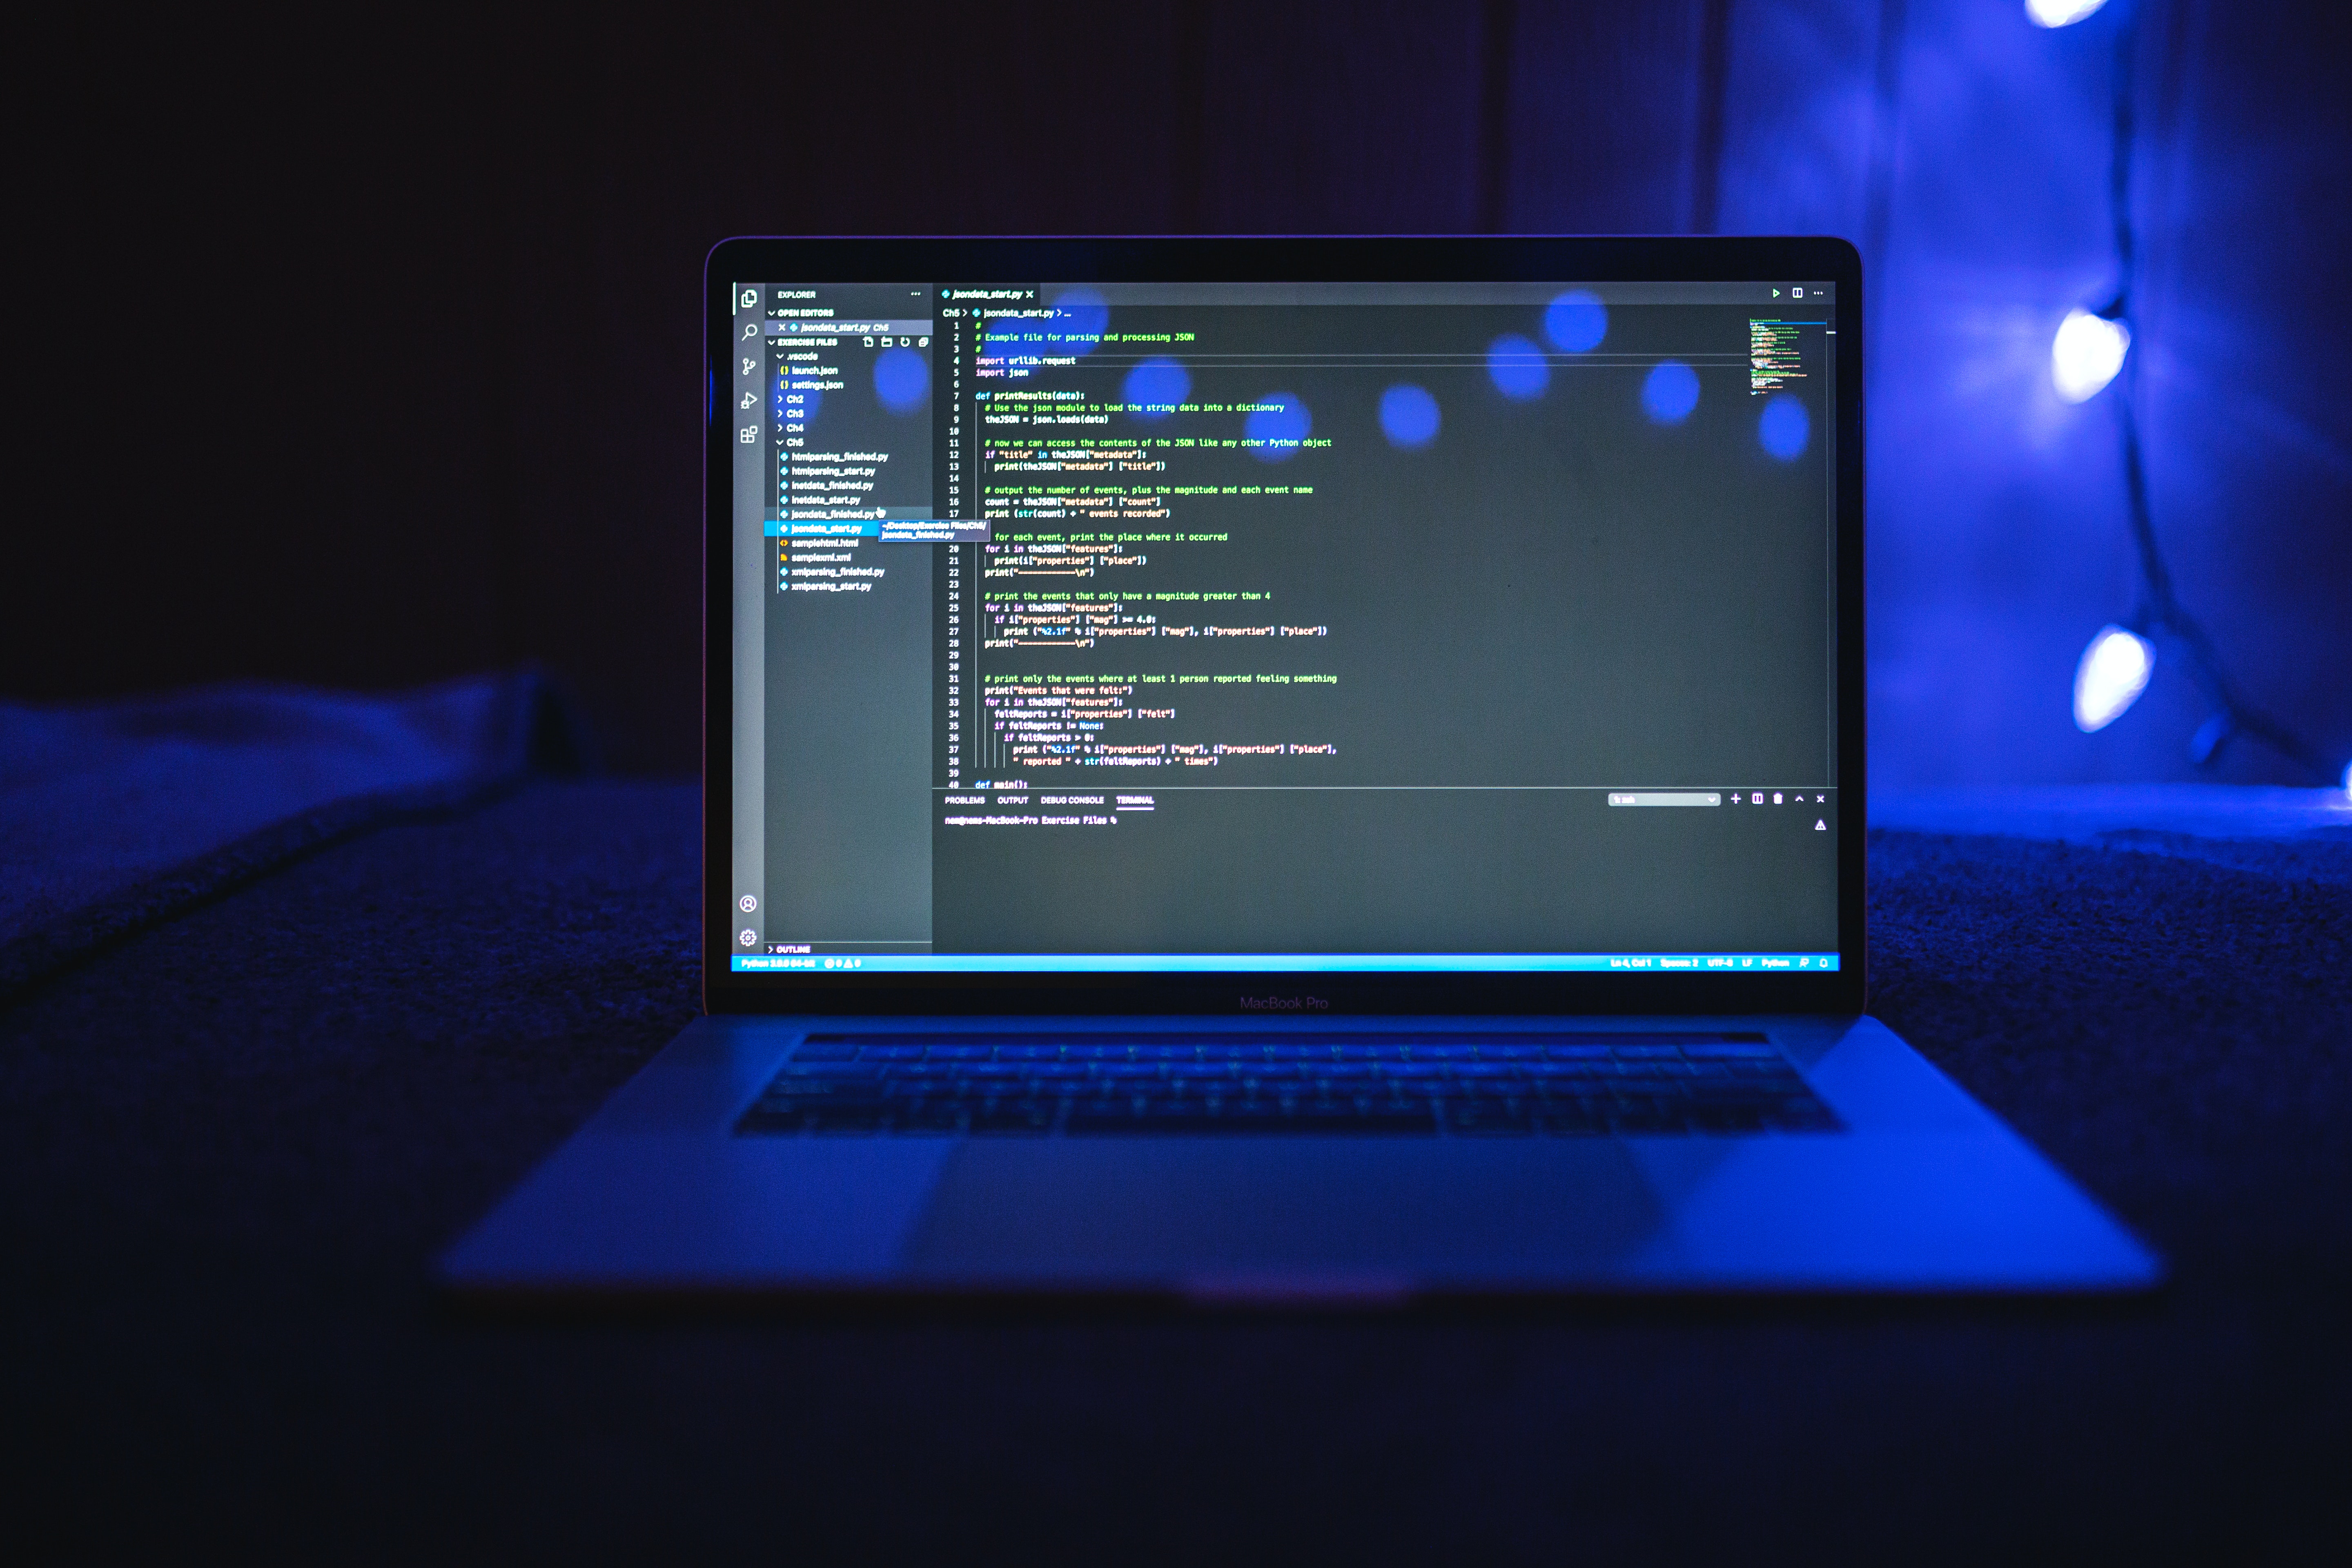 EXPLORER
OPEN EDITORS
jsondata_start.py Ch5
EXERCISE FILES
.vscode
launch.json
settings.json
Ch2
Ch3
Ch4
Ch5
htmlparsing_finished.py
htmlparsing_start.py
inetdata_finished.py
inetdata_start.py
jsondata_finished.py
jsondata_start.py
samplehtml.html
samplexml.xml
xmlparsing_finished.py
xmlparsing_start.py
~/Desktop/Exercise Files/Ch5/
jsondata_finished.py
OUTLINE
jsondata_start.py
Ch5 > jsondata_start.py > ...
1 #
2 # Example file for parsing and processing JSON
3 #
4 import urllib.request
5 import json
6
7 def printResults(data):
8 # Use the json module to load the string data into a dictionary
9 theJSON = json.loads(data)
10
11 # now we can access the contents of the JSON like any other Python object
12 if "title" in theJSON["metadata"]:
13 print(theJSON["metadata"] ["title"])
14
15 # output the number of events, plus the magnitude and each event name
16 count = theJSON["metadata"] ["count"]
17 print (str(count) + " events recorded")
for each event, print the place where it occurred
20 for i in theJSON["features"]:
21 print(i["properties"] ["place"])
22 print("--------------\n")
23
24 # print the events that only have a magnitude greater than 4
25 for i in theJSON["features"]:
26 if i["properties"] ["mag"] >= 4.0:
27 print ("%2.1f" % i["properties"] ["mag"], i["properties"] ["place"])
28 print("--------------\n")
29
30
31 # print only the events where at least 1 person reported feeling something
32 print("Events that were felt:")
33 for i in theJSON["features"]:
34 feltReports = i["properties"] ["felt"]
35 if feltReports != None:
36 if feltReports > 0:
37 print ("%2.1f" % i["properties"] ["mag"], i["properties"] ["place"],
38 " reported " + str(feltReports) + " times")
39
40 def main():
PROBLEMS OUTPUT DEBUG CONSOLE TERMINAL
Exercise Files %
Python 64-bit
Ln 4, Col 1 Spaces: 2 UTF-8 LF Python
MacBook Pro